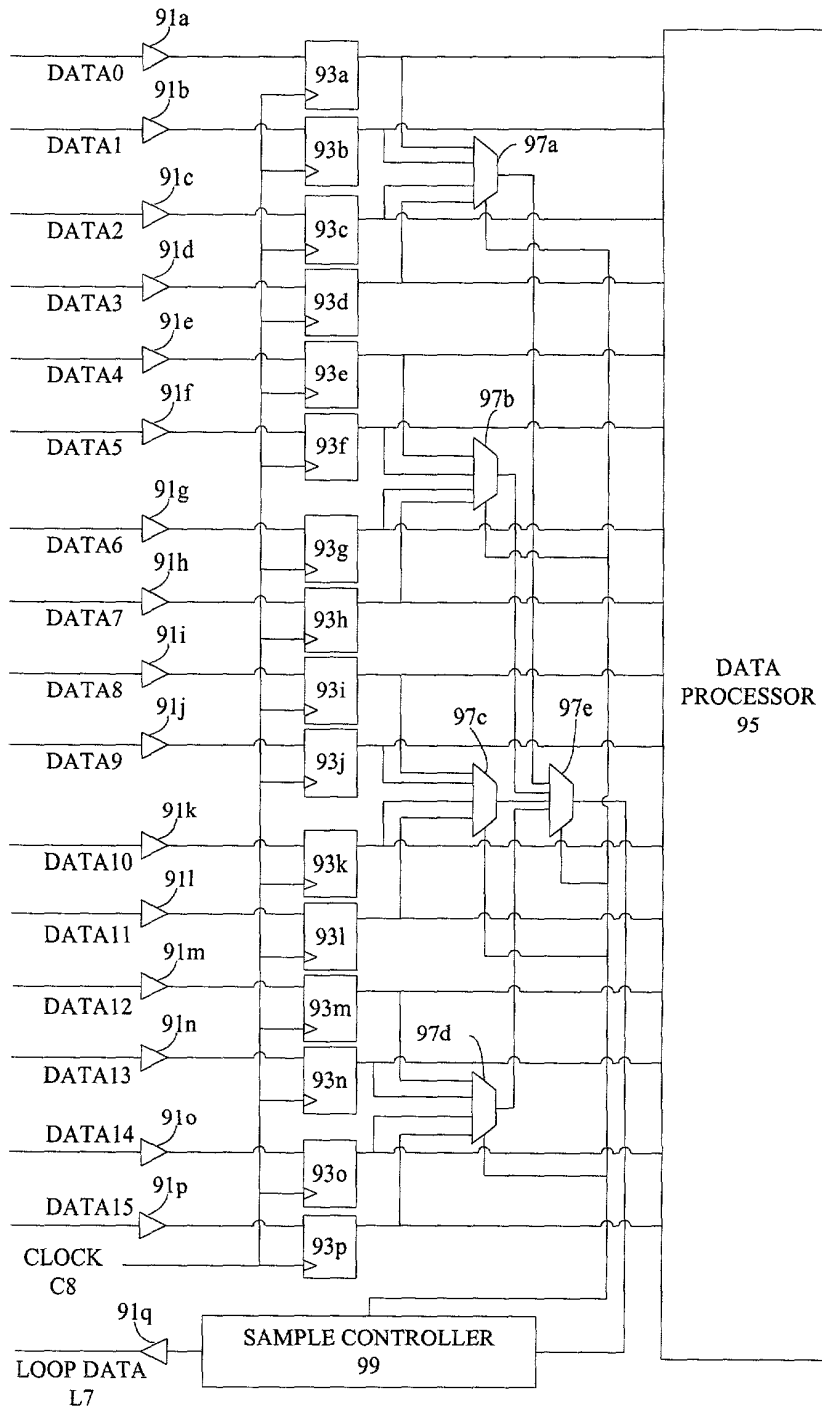 91a
DATA0
93a
91b
DATA1
93b
97a
91c
DATA2
93c
91d
DATA3
93d
91e
DATA4
93e
91f
DATA5
93f
97b
91g
DATA6
93g
91h
DATA7
93h
91i
DATA8
93i
DATA
PROCESSOR
95
91j
DATA9
93j
97c
97e
91k
DATA10
93k
91l
DATA11
93l
91m
DATA12
93m
91n
DATA13
93n
97d
91o
DATA14
93o
91p
DATA15
93p
CLOCK
C8
91q
LOOP DATA
L7
SAMPLE CONTROLLER
99